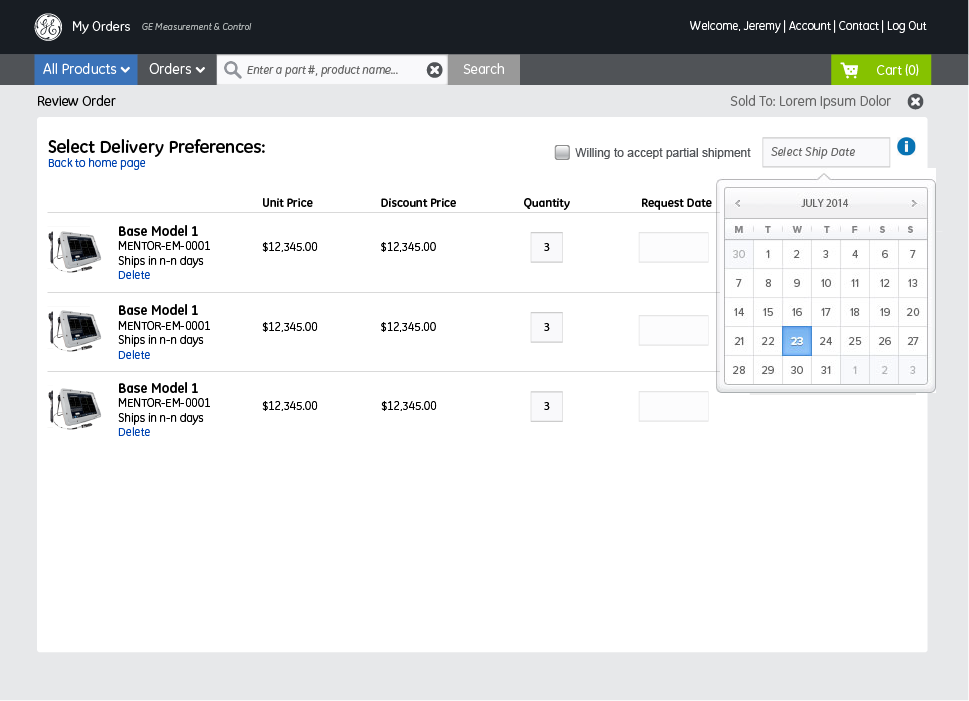 GE My Orders GE Measurement & Control Welcome, Jeremy | Account | Contact | Log Out
All Products Orders Enter a part #, product name... Search Cart (0)
Review Order Sold To: Lorem Ipsum Dolor
Select Delivery Preferences:
Back to home page
Willing to accept partial shipment Select Ship Date i
Unit Price Discount Price Quantity Request Date
Base Model 1
MENTOR-EM-0001
Ships in n-n days
Delete
$12,345.00 $12,345.00 3
Base Model 1
MENTOR-EM-0001
Ships in n-n days
Delete
$12,345.00 $12,345.00 3
Base Model 1
MENTOR-EM-0001
Ships in n-n days
Delete
$12,345.00 $12,345.00 3
< JULY 2014 >
M T W T F S S
30 1 2 3 4 6 7
7 8 9 10 11 12 13
14 15 16 17 18 19 20
21 22 23 24 25 26 27
28 29 30 31 1 2 3